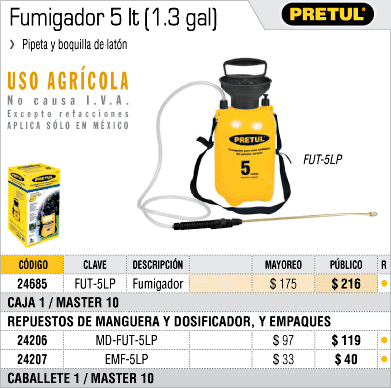 Fumigador 5 lt (1.3 gal)
PRETUL®
› Pipeta y boquilla de latón
USO AGRÍCOLA
No causa I.V.A.
Excepto refacciones
APLICA SÓLO EN MÉXICO
PRETUL
5
FUT-5LP
PRETUL
CÓDIGO CLAVE DESCRIPCIÓN MAYOREO PÚBLICO R
24685 FUT-5LP Fumigador $ 175 $ 216 •
CAJA 1 / MASTER 10
REPUESTOS DE MANGUERA Y DOSIFICADOR, Y EMPAQUES
24206 MD-FUT-5LP $ 97 $ 119 •
24207 EMF-5LP $ 33 $ 40 •
CABALLETE 1 / MASTER 10